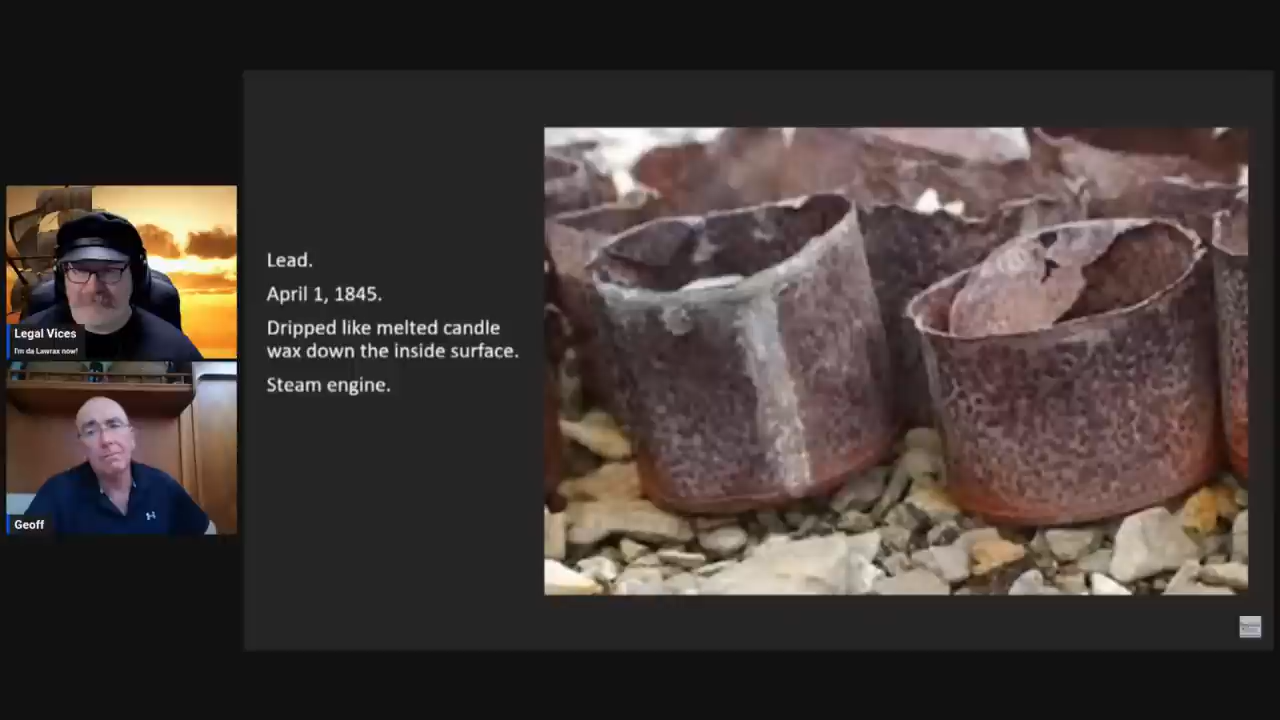 Legal Vices
I'm da Lawrax now!
Geoff
Lead.
April 1, 1845.
Dripped like melted candle
wax down the inside surface.
Steam engine.